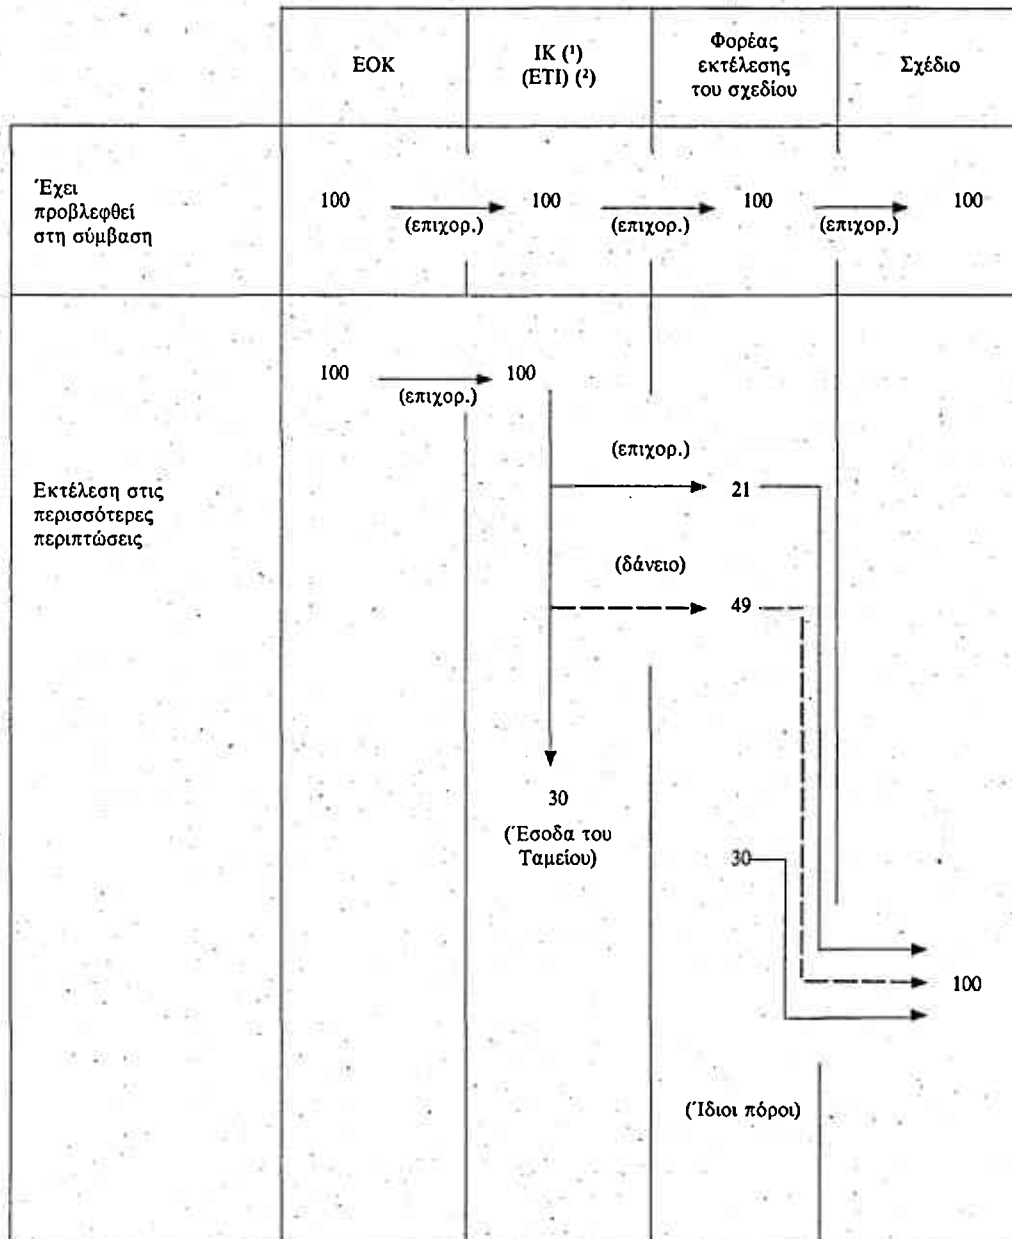 ΕΟΚ
ΙΚ (¹)
(ΕΤΙ) (²)
Φορέας
εκτέλεσης
του σχεδίου
Σχέδιο
Έχει
προβλεφθεί
στη σύμβαση
100
(επιχορ.)
100
(επιχορ.)
100
(επιχορ.)
100
100
(επιχορ.)
100
(επιχορ.)
21
Εκτέλεση στις
περισσότερες
περιπτώσεις
(δάνειο)
49
30
(Έσοδα του
Ταμείου)
30
100
(Ίδιοι πόροι)